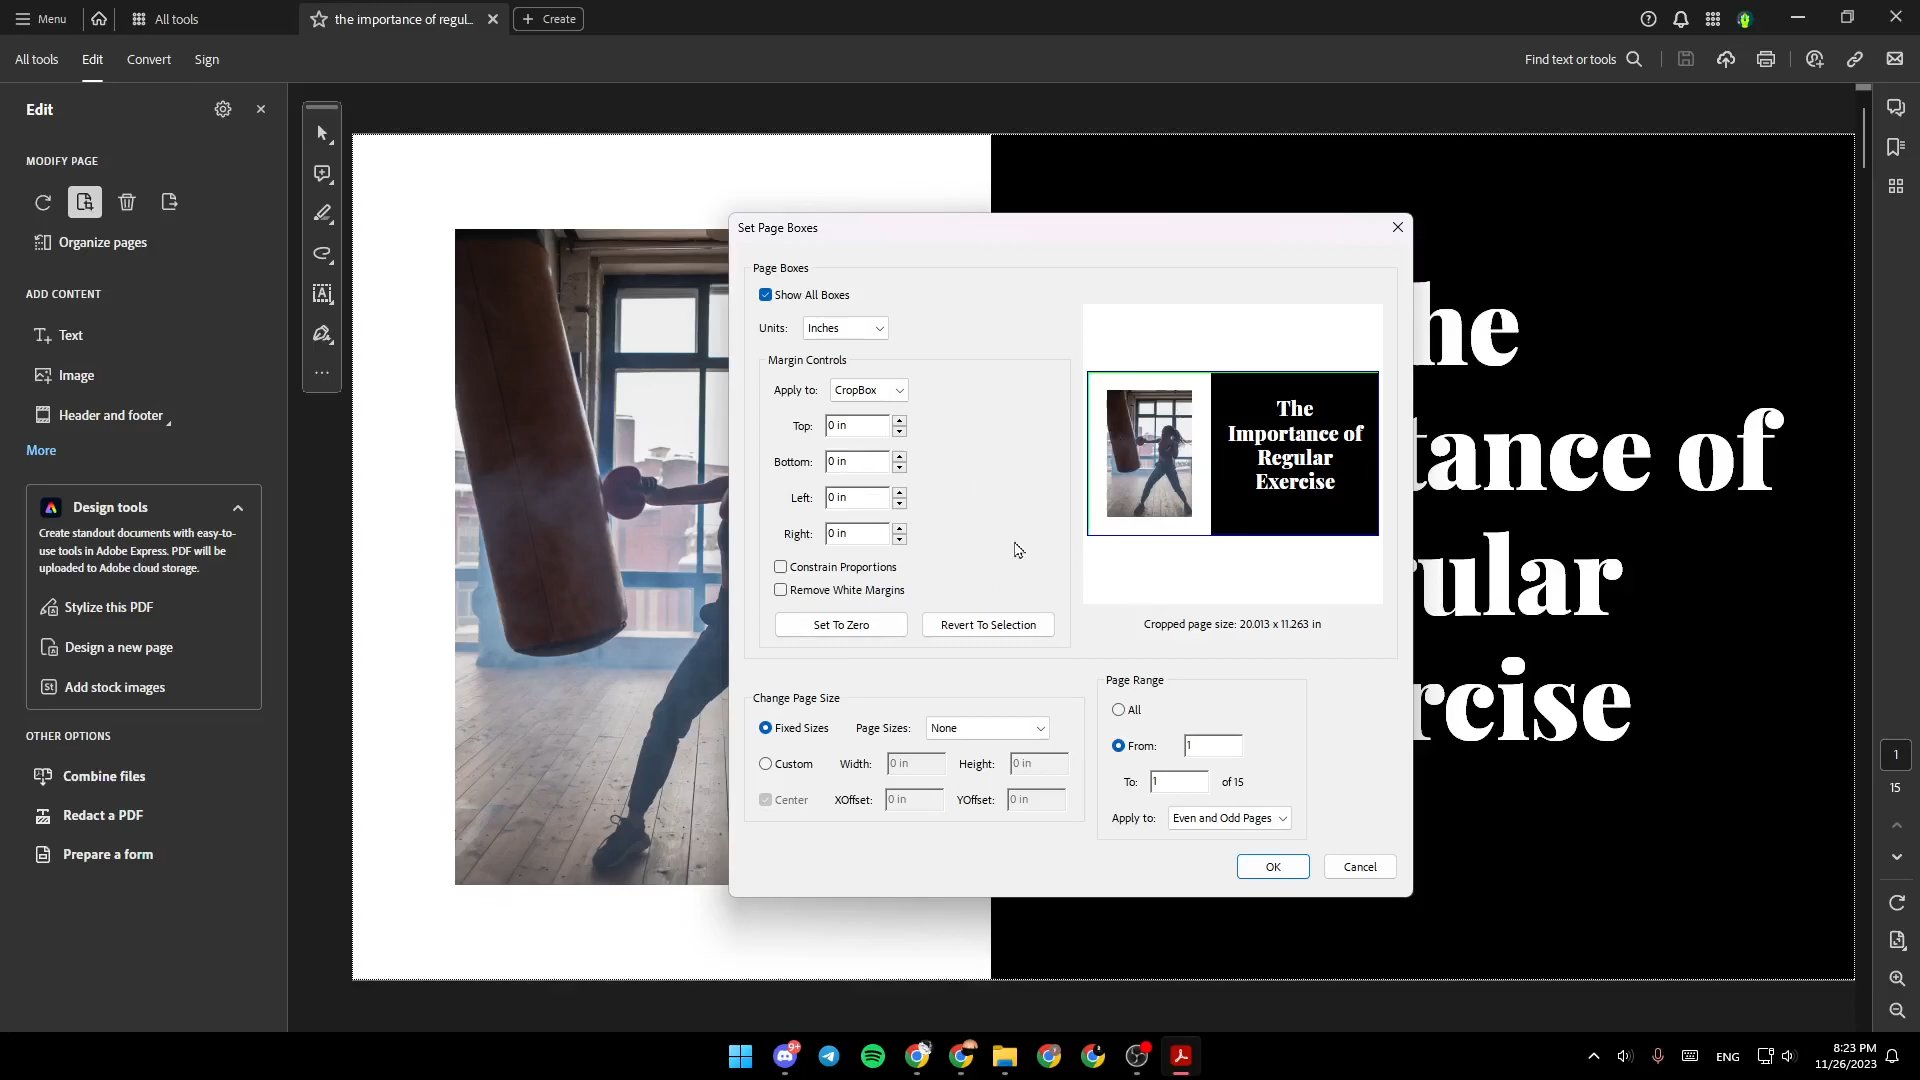 Menu
All tools
the importance of regul...
Create
All tools
Edit
Convert
Sign
Find text or tools
Edit
MODIFY PAGE
Organize pages
ADD CONTENT
Text
Image
Header and footer
More
Design tools
Create standout documents with easy-to-
use tools in Adobe Express. PDF will be
uploaded to Adobe cloud storage.
Stylize this PDF
Design a new page
St
Add stock images
OTHER OPTIONS
Combine files
Redact a PDF
Prepare a form
Set Page Boxes
Page Boxes
Show All Boxes
Units: Inches
Margin Controls
Apply to: CropBox
Top: 0 in
Bottom: 0 in
Left: 0 in
Right: 0 in
Constrain Proportions
Remove White Margins
Set To Zero
Revert To Selection
The
Importance of
Regular
Exercise
Cropped page size: 20.013 x 11.263 in
Change Page Size
Fixed Sizes
Page Sizes: None
Custom
Width: 0 in
Height: 0 in
Center
XOffset: 0 in
YOffset: 0 in
Page Range
All
From: 1
To: 1 of 15
Apply to: Even and Odd Pages
OK
Cancel
he
tance of
ular
rcise
1
15
9+
ENG
8:23 PM
11/26/2023